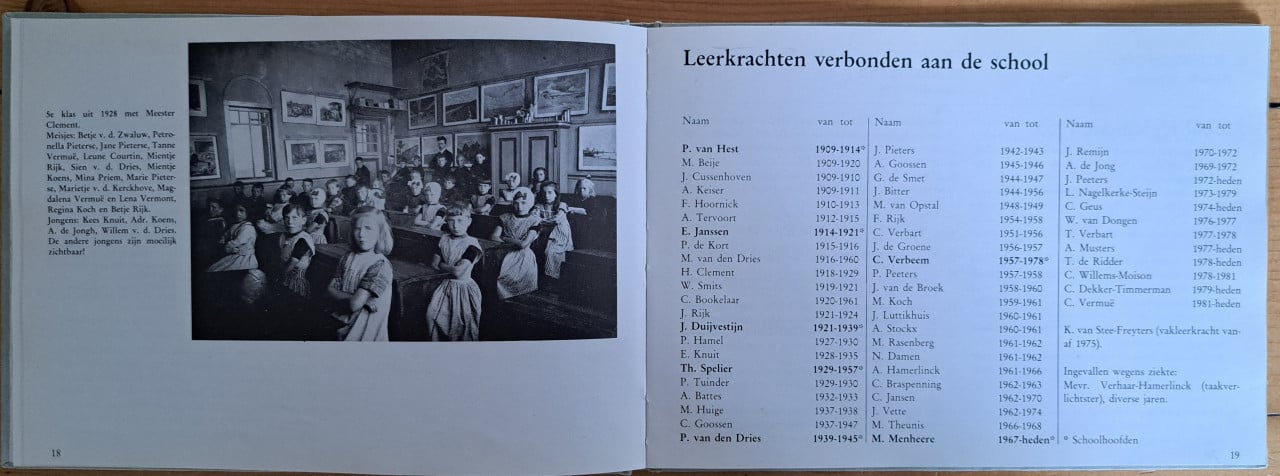 5e klas uit 1928 met Meester
Clement.
Meisjes: Betje v. d. Zwaluw, Petro-
nella Pieterse, Jane Pieterse, Tanne
Vermuë, Leune Courtin, Mientje
Rijk, Sien v. d. Dries, Mientje
Koens, Mina Priem, Marie Pieter-
se, Marietje v. d. Kerckhove, Mag-
dalena Vermuë en Lena Vermont,
Regina Koch en Betje Rijk.
Jongens: Kees Knuit, Adr. Koens,
A. de Jongh, Willem v. d. Dries.
De andere jongens zijn moeilijk
zichtbaar!
18
Leerkrachten verbonden aan de school
Naam van tot
P. van Hest 1909-1914°
M. Beije 1909-1920
J. Cussenhoven 1909-1910
A. Keiser 1909-1911
F. Hoornick 1910-1913
A. Tervoort 1912-1915
E. Janssen 1914-1921°
P. de Kort 1915-1916
M. van den Dries 1916-1960
H. Clement 1918-1929
W. Smits 1919-1921
C. Bookelaar 1920-1961
J. Rijk 1921-1924
J. Duijvestijn 1921-1939°
P. Hamel 1927-1930
E. Knuit 1928-1935
Th. Spelier 1929-1957°
P. Tuinder 1929-1930
A. Battes 1932-1933
M. Huige 1937-1938
C. Goossen 1937-1947
P. van den Dries 1939-1945°
Naam van tot
J. Pieters 1942-1943
A. Goossen 1945-1946
G. de Smet 1944-1947
J. Bitter 1944-1956
M. van Opstal 1948-1949
F. Rijk 1954-1958
C. Verbart 1951-1956
J. de Groene 1956-1957
C. Verbeem 1957-1978°
P. Peeters 1957-1958
J. van de Broek 1958-1960
M. Koch 1959-1961
J. Luttikhuis 1960-1961
A. Stockx 1960-1961
M. Rasenberg 1961-1962
N. Damen 1961-1962
A. Hamerlinck 1961-1966
C. Braspenning 1962-1963
C. Jansen 1962-1970
J. Vette 1962-1974
M. Theunis 1966-1968
M. Menheere 1967-heden°
Naam van tot
J. Remijn 1970-1972
A. de Jong 1969-1972
J. Peeters 1972-heden
L. Nagelkerke-Steijn 1973-1979
C. Geus 1974-heden
W. van Dongen 1976-1977
T. Verbart 1977-1978
A. Musters 1977-heden
T. de Ridder 1978-heden
C. Willems-Moison 1978-1981
C. Dekker-Timmerman 1979-heden
C. Vermuë 1981-heden
K. van Stee-Freyters (vakleerkracht van-
af 1975).
Ingevallen wegens ziekte:
Mevr. Verhaar-Hamerlinck (taakver-
lichtster), diverse jaren.
° Schoolhoofden
19